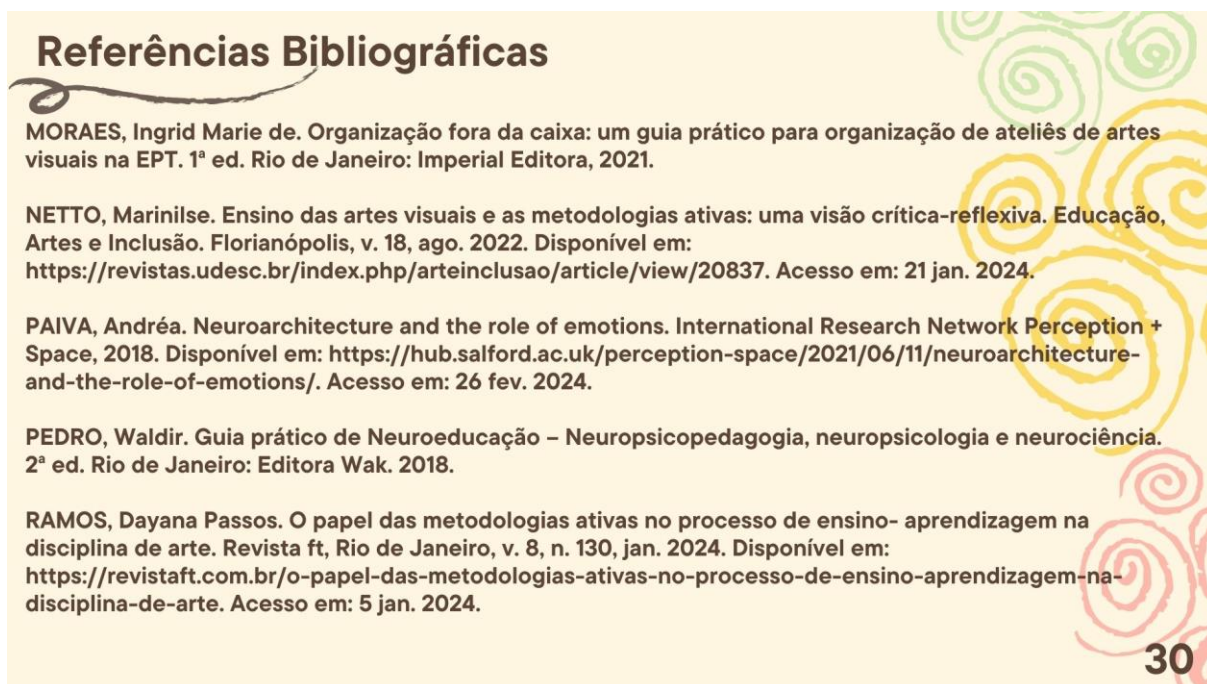 Referências Bibliográficas
MORAES, Ingrid Marie de. Organização fora da caixa: um guia prático para organização de ateliês de artes
visuais na EPT. 1ª ed. Rio de Janeiro: Imperial Editora, 2021.
NETTO, Marinilse. Ensino das artes visuais e as metodologias ativas: uma visão crítica-reflexiva. Educação,
Artes e Inclusão. Florianópolis, v. 18, ago. 2022. Disponível em:
https://revistas.udesc.br/index.php/arteinclusao/article/view/20837. Acesso em: 21 jan. 2024.
PAIVA, Andréa. Neuroarchitecture and the role of emotions. International Research Network Perception +
Space, 2018. Disponível em: https://hub.salford.ac.uk/perception-space/2021/06/11/neuroarchitecture-
and-the-role-of-emotions/. Acesso em: 26 fev. 2024.
PEDRO, Waldir. Guia prático de Neuroeducação – Neuropsicopedagogia, neuropsicologia e neurociência.
2ª ed. Rio de Janeiro: Editora Wak. 2018.
RAMOS, Dayana Passos. O papel das metodologias ativas no processo de ensino- aprendizagem na
disciplina de arte. Revista ft, Rio de Janeiro, v. 8, n. 130, jan. 2024. Disponível em:
https://revistaft.com.br/o-papel-das-metodologias-ativas-no-processo-de-ensino-aprendizagem-na-
disciplina-de-arte. Acesso em: 5 jan. 2024.
30